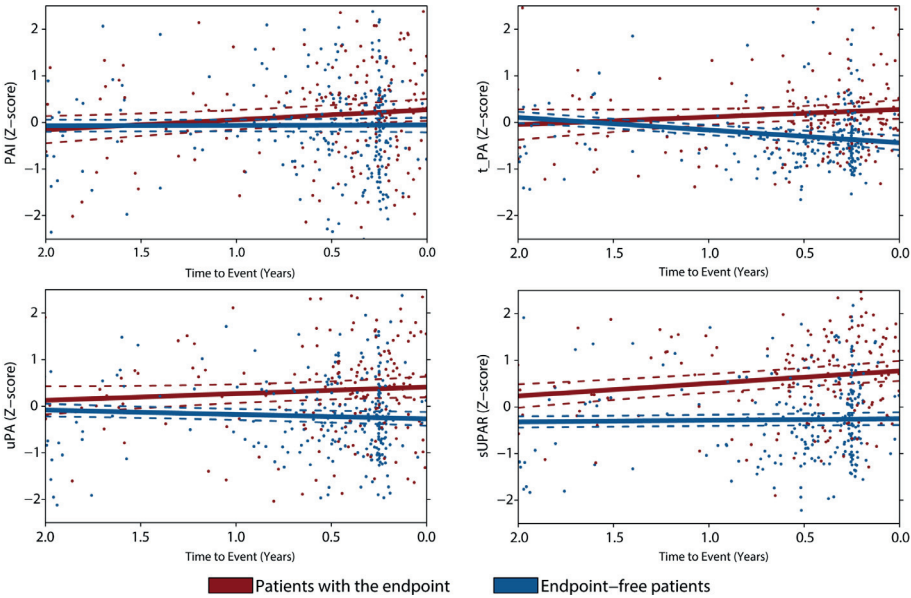 2
1
0
−1
−2
PAI (Z−score)
2.0 1.5 1.0 0.5 0.0
Time to Event (Years)
2
1
0
−1
−2
t_PA (Z−score)
2.0 1.5 1.0 0.5 0.0
Time to Event (Years)
2
1
0
−1
−2
uPA (Z−score)
2.0 1.5 1.0 0.5 0.0
Time to Event (Years)
2
1
0
−1
−2
sUPAR (Z−score)
2.0 1.5 1.0 0.5 0.0
Time to Event (Years)
Patients with the endpoint Endpoint−free patients